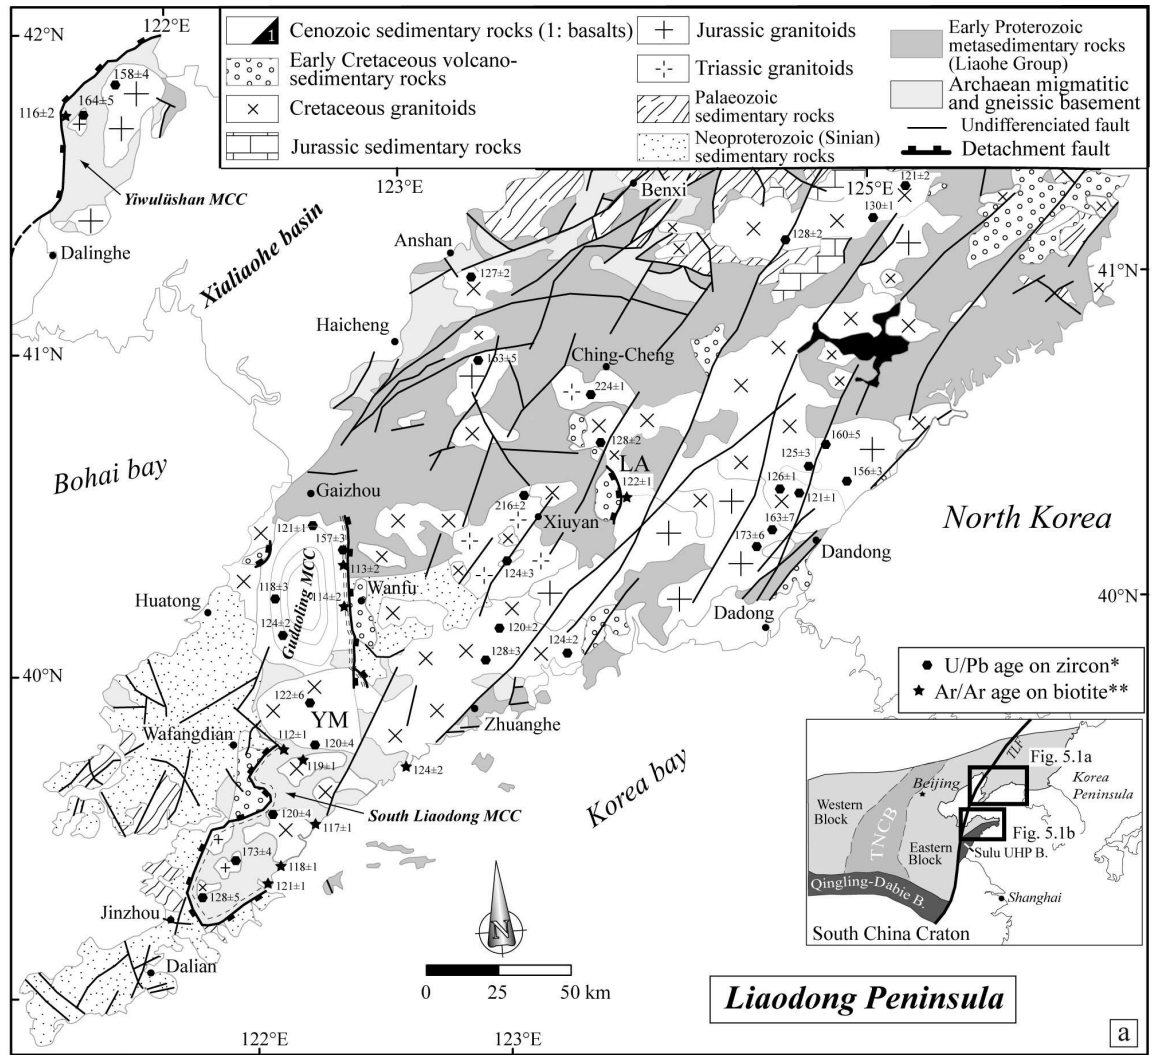 122°E
42°N
1
Cenozoic sedimentary rocks (1: basalts)
Early Cretaceous volcano-
sedimentary rocks
Cretaceous granitoids
Jurassic sedimentary rocks
Jurassic granitoids
Triassic granitoids
Palaeozoic
sedimentary rocks
Neoproterozoic (Sinian)
sedimentary rocks
Early Proterozoic
metasedimentary rocks
(Liaohe Group)
Archaean migmatitic
and gneissic basement
Undifferenciated fault
Detachment fault
158±4
164±5
116±2
Yiwulüshan MCC
Dalinghe
Xialiaohe basin
123°E
125°E
Benxi
121±2
130±1
128±2
Anshan
127±2
41°N
Haicheng
41°N
163±5
Ching-Cheng
224±1
128±2
LA
122±1
160±5
125±3
156±3
126±1
121±1
163±7
173±6
Bohai bay
Gaizhou
216±2
Xiuyan
North Korea
Dandong
121±1
157±3
113±2
124±3
118±3
114±2
Wanfu
Gudaoling MCC
Huatong
124±2
120±2
128±3
124±2
Dadong
40°N
40°N
122±6
YM
Zhuanghe
Wafangdian
112±1
120±4
119±1
124±2
Korea bay
South Liaodong MCC
120±4
117±1
173±4
118±1
121±1
128±5
Jinzhou
Dalian
N
0 25 50 km
U/Pb age on zircon*
Ar/Ar age on biotite**
TLF
Fig. 5.1a
Beijing
Korea
Peninsula
Western
Block
TNCB
Eastern
Block
Fig. 5.1b
Sulu UHP B.
Qingling-Dabie B.
Shanghai
South China Craton
Liaodong Peninsula
a
122°E
123°E